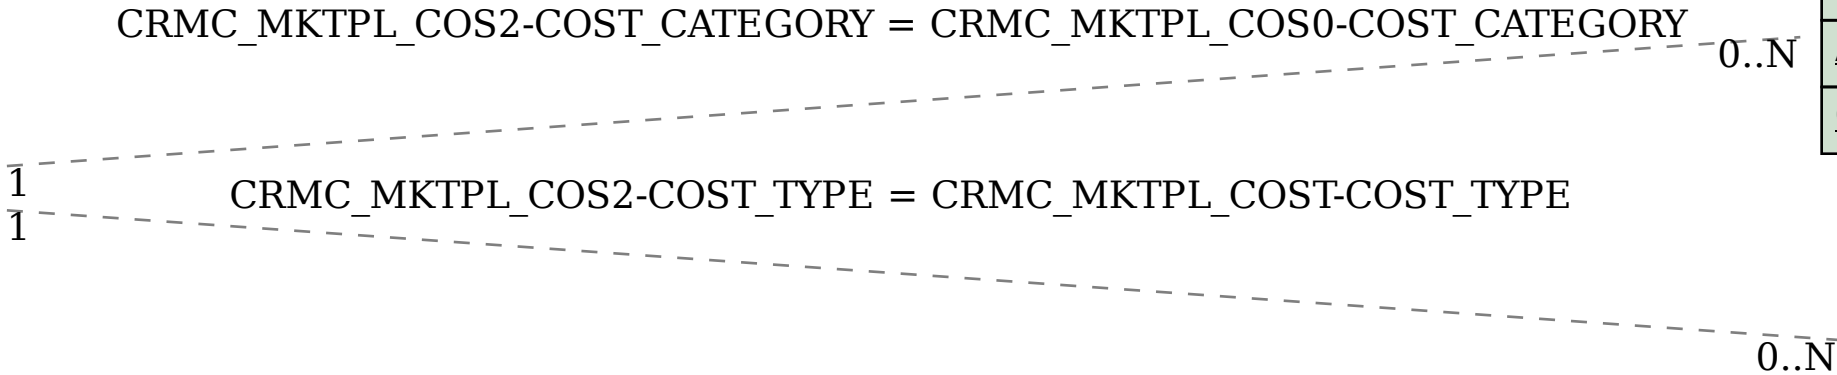 CRMC_MKTPL_COS2-COST_CATEGORY = CRMC_MKTPL_COS0-COST_CATEGORY
0..N
1
CRMC_MKTPL_COS2-COST_TYPE = CRMC_MKTPL_COST-COST_TYPE
1
0..N